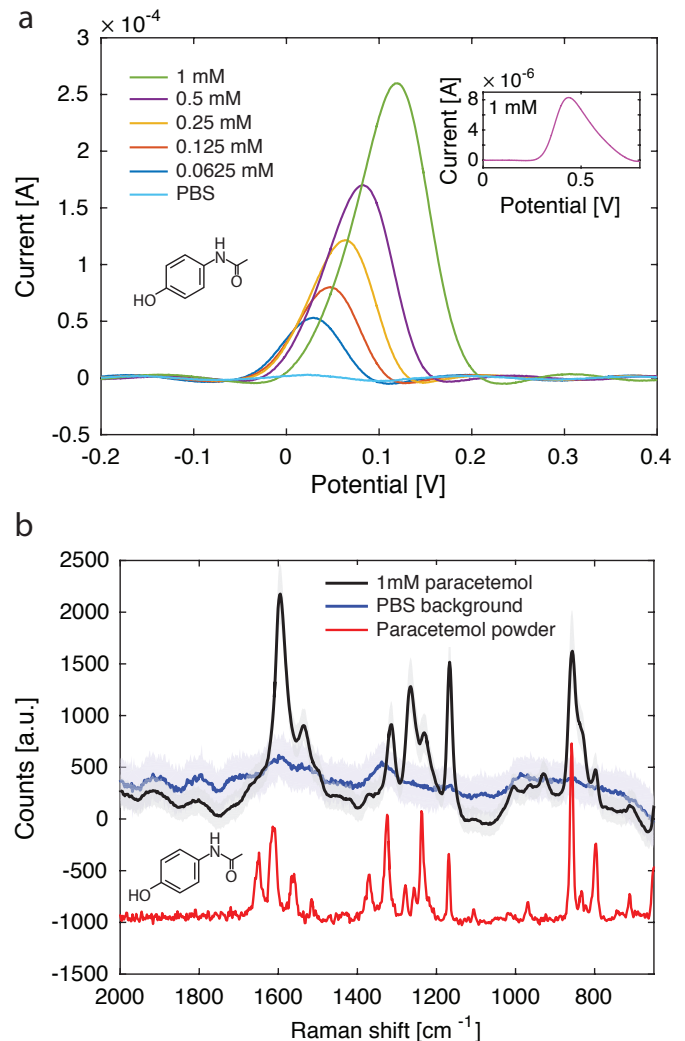 a
× 10⁻⁴
3
2.5
2
1.5
1
0.5
0
-0.5
Current [A]
-0.2
-0.1
0
0.1
0.2
0.3
0.4
Potential [V]
1 mM
0.5 mM
0.25 mM
0.125 mM
0.0625 mM
PBS
H
N
O
HO
× 10⁻⁶
8
4
0
Current [A]
1 mM
0
0.5
Potential [V]
b
2500
2000
1500
1000
500
0
-500
-1000
-1500
Counts [a.u.]
1mM paracetemol
PBS background
Paracetemol powder
H
N
O
HO
2000
1800
1600
1400
1200
1000
800
Raman shift [cm ⁻¹]